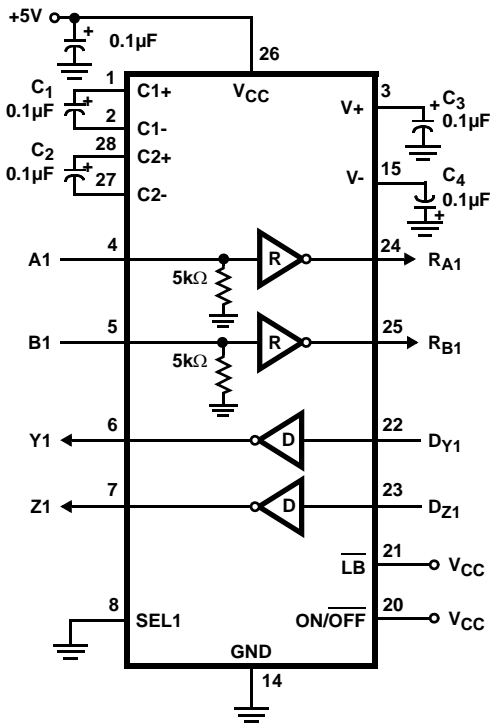 +5V
+ 0.1µF
26
1 C1+ VCC V+ 3
C1 0.1µF +
2 C1-
28 C2+
C2 0.1µF +
27 C2-
+ C3 0.1µF
V- 15
C4 0.1µF +
A1 4 R 24 RA1
5kΩ
B1 5 R 25 RB1
5kΩ
Y1 6 D 22 DY1
Z1 7 D 23 DZ1
L̅B̅ 21 VCC
8 SEL1 ON/O̅F̅F̅ 20 VCC
GND
14